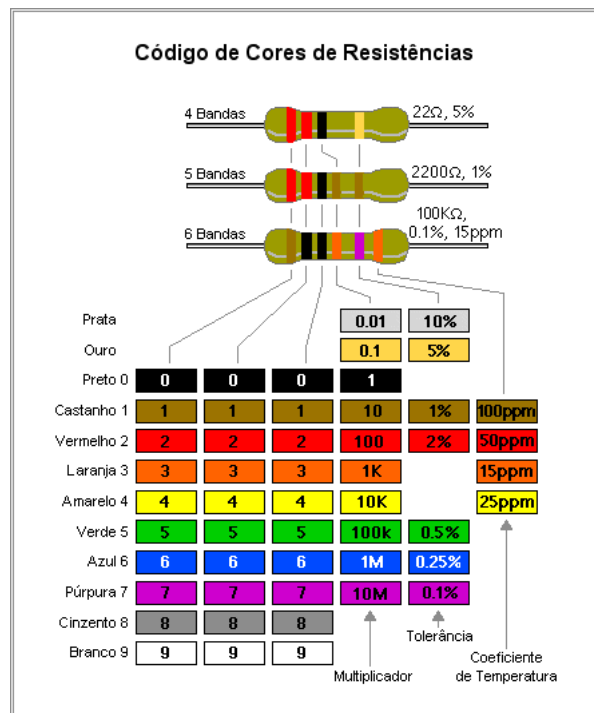 Código de Cores de Resistências
4 Bandas 22Ω, 5%
5 Bandas 2200Ω, 1%
100KΩ,
6 Bandas 0.1%, 15ppm
Prata 0.01 10%
Ouro 0.1 5%
Preto 0 0 0 0 1
Castanho 1 1 1 1 10 1% 100ppm
Vermelho 2 2 2 2 100 2% 50ppm
Laranja 3 3 3 3 1K 15ppm
Amarelo 4 4 4 4 10K 25ppm
Verde 5 5 5 5 100k 0.5%
Azul 6 6 6 6 1M 0.25%
Púrpura 7 7 7 7 10M 0.1%
Cinzento 8 8 8 8
Branco 9 9 9 9
Multiplicador
Tolerância
Coeficiente
de Temperatura